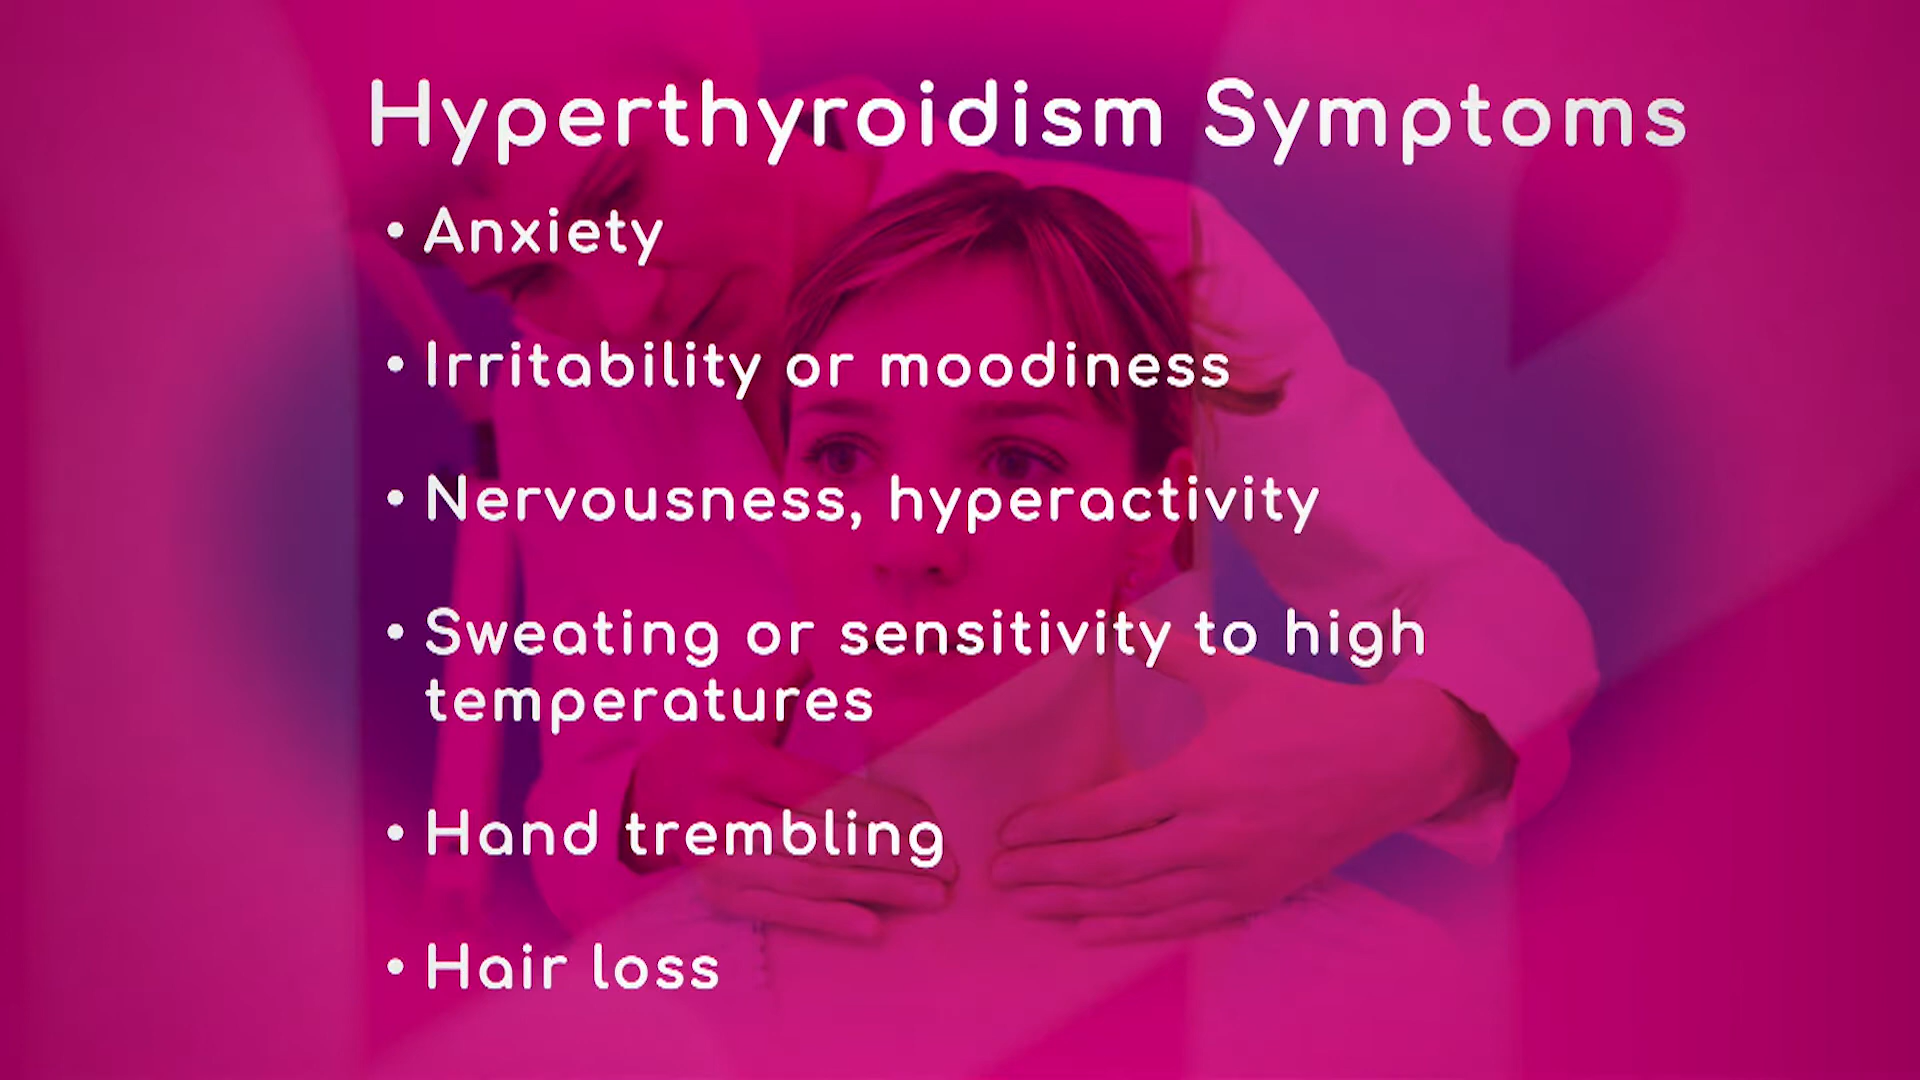 Hyperthyroidism Symptoms
• Anxiety
• Irritability or moodiness
• Nervousness, hyperactivity
• Sweating or sensitivity to high
temperatures
• Hand trembling
• Hair loss